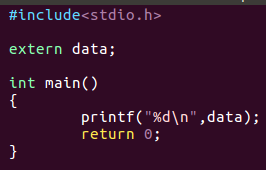 #include<stdio.h>
extern data;
int main()
{
printf("%d\n",data);
return 0;
}